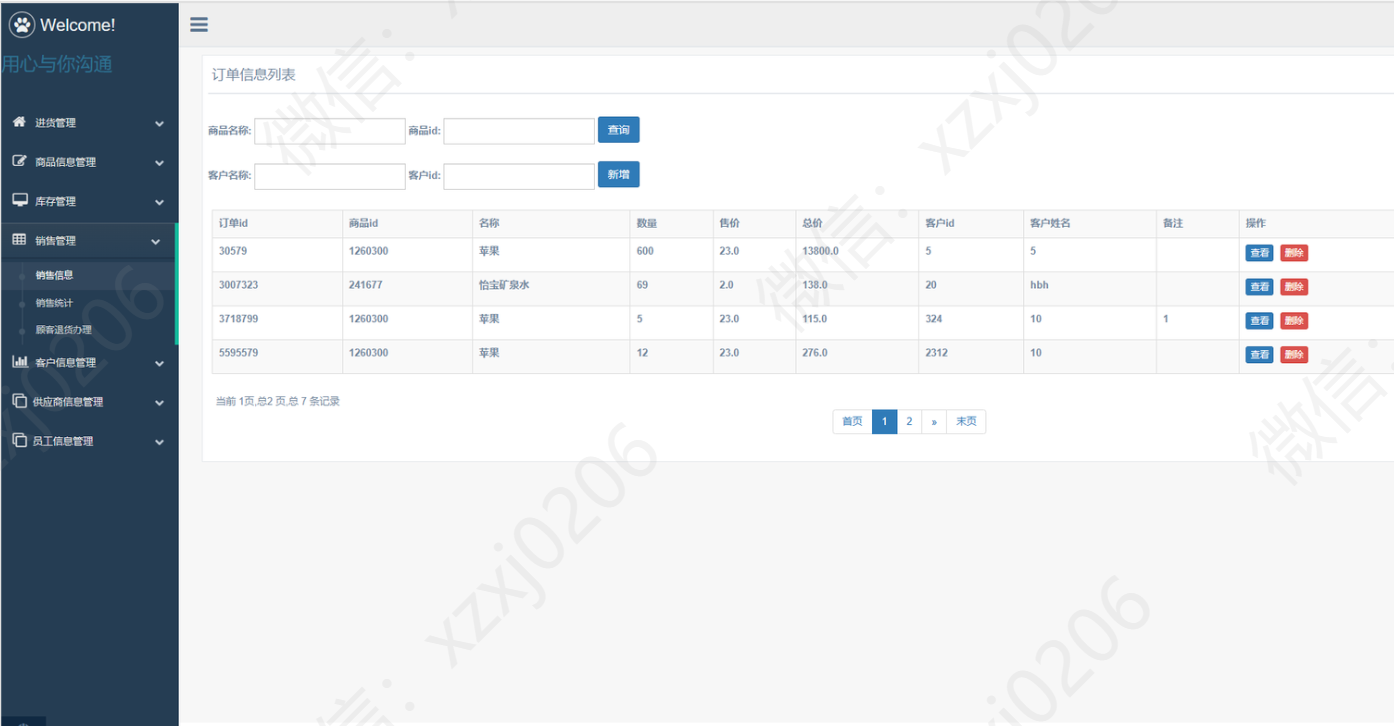 Welcome!
用心与你沟通
进货管理
商品信息管理
库存管理
销售管理
销售信息
销售统计
顾客退货办理
客户信息管理
供应商信息管理
员工信息管理
订单信息列表
商品名称: 商品id: 查询
客户名称: 客户id: 新增
订单id 商品id 名称 数量 售价 总价 客户id 客户姓名 备注 操作
30579 1260300 苹果 600 23.0 13800.0 5 5 查看 删除
3007323 241677 怡宝矿泉水 69 2.0 138.0 20 hbh 查看 删除
3718799 1260300 苹果 5 23.0 115.0 324 10 1 查看 删除
5595579 1260300 苹果 12 23.0 276.0 2312 10 查看 删除
当前 1页,总2 页,总 7 条记录
首页 1 2 » 末页
微信: xzxj0206